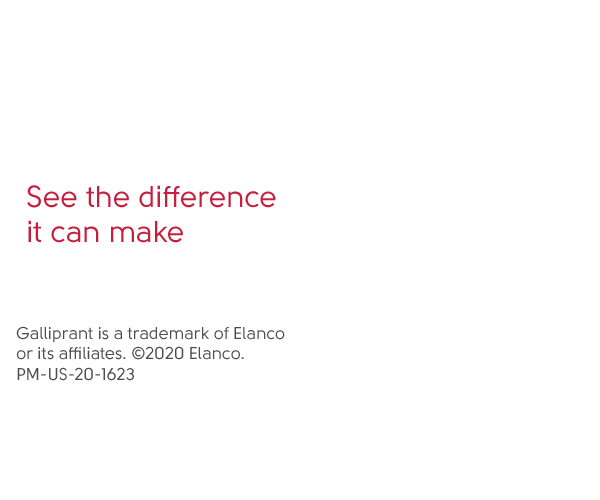 See the difference
it can make
Galliprant is a trademark of Elanco
or its affiliates. ©2020 Elanco.
PM-US-20-1623